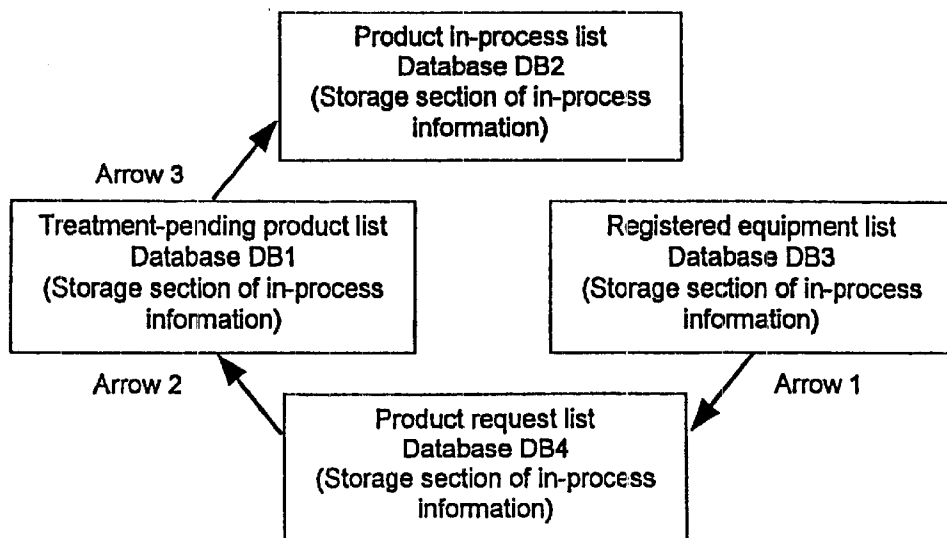 Product in-process list
Database DB2
(Storage section of in-process
information)
Arrow 3
Treatment-pending product list
Database DB1
(Storage section of in-process
information)
Registered equipment list
Database DB3
(Storage section of in-process
information)
Arrow 2
Arrow 1
Product request list
Database DB4
(Storage section of in-process
information)